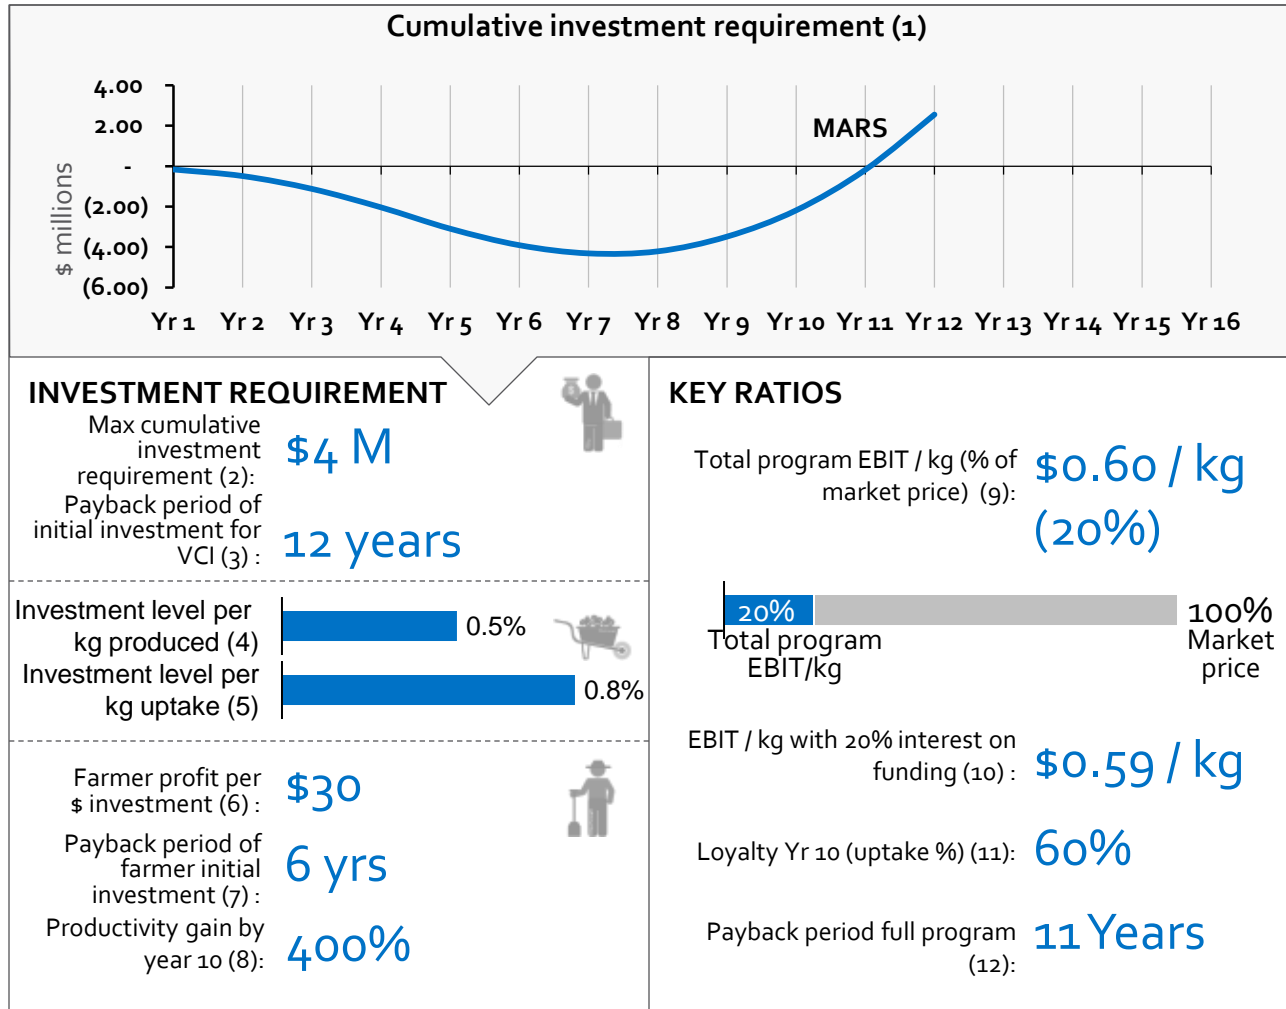 Cumulative investment requirement (1)
4.00
2.00
-
(2.00)
(4.00)
(6.00)
$ millions
MARS
Yr 1 Yr 2 Yr 3 Yr 4 Yr 5 Yr 6 Yr 7 Yr 8 Yr 9 Yr 10 Yr 11 Yr 12 Yr 13 Yr 14 Yr 15 Yr 16
INVESTMENT REQUIREMENT
Max cumulative
investment
requirement (2):
$4 M
Payback period of
initial investment for
VCI (3) :
12 years
Investment level per
kg produced (4)
0.5%
Investment level per
kg uptake (5)
0.8%
Farmer profit per
$ investment (6) :
$30
Payback period of
farmer initial
investment (7) :
6 yrs
Productivity gain by
year 10 (8):
400%
KEY RATIOS
Total program EBIT / kg (% of
market price) (9):
$0.60 / kg
(20%)
20%
100%
Total program
EBIT/kg
Market
price
EBIT / kg with 20% interest on
funding (10) :
$0.59 / kg
Loyalty Yr 10 (uptake %) (11):
60%
Payback period full program
(12):
11 Years